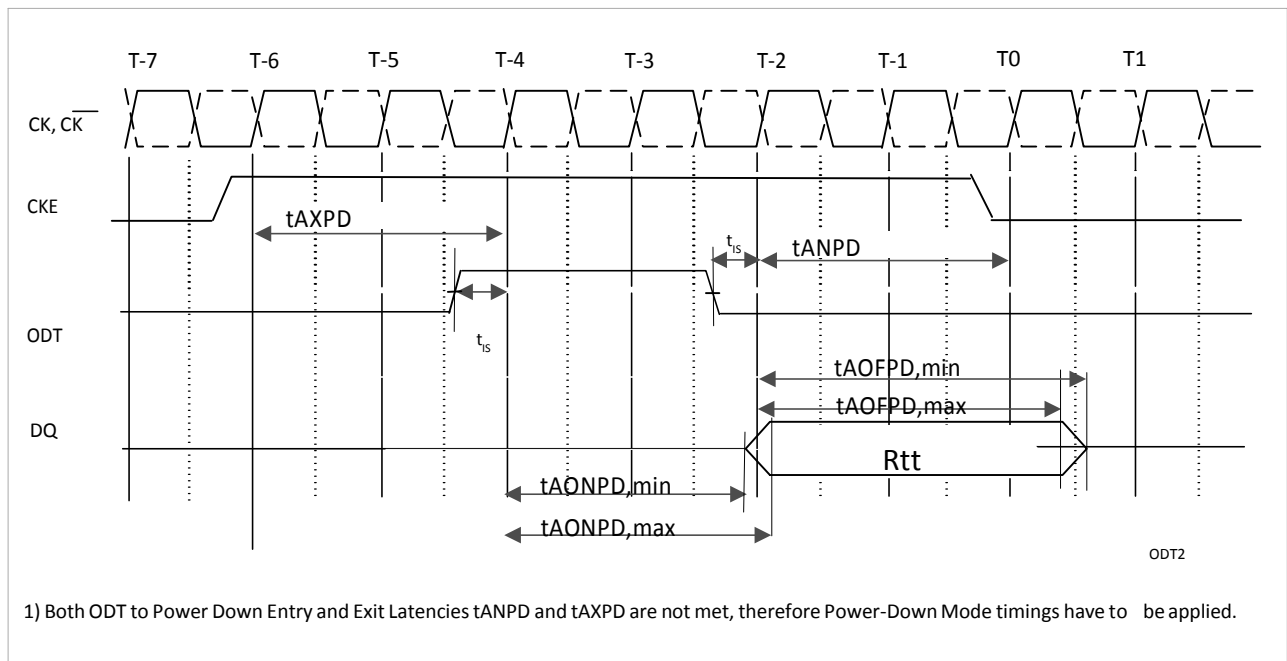 T-7 T-6 T-5 T-4 T-3 T-2 T-1 T0 T1
CK, CK
CKE
tAXPD
tIS
tANPD
ODT
tIS
tAOFPD,min
tAOFPD,max
DQ
Rtt
tAONPD,min
tAONPD,max
ODT2
1) Both ODT to Power Down Entry and Exit Latencies tANPD and tAXPD are not met, therefore Power-Down Mode timings have to be applied.